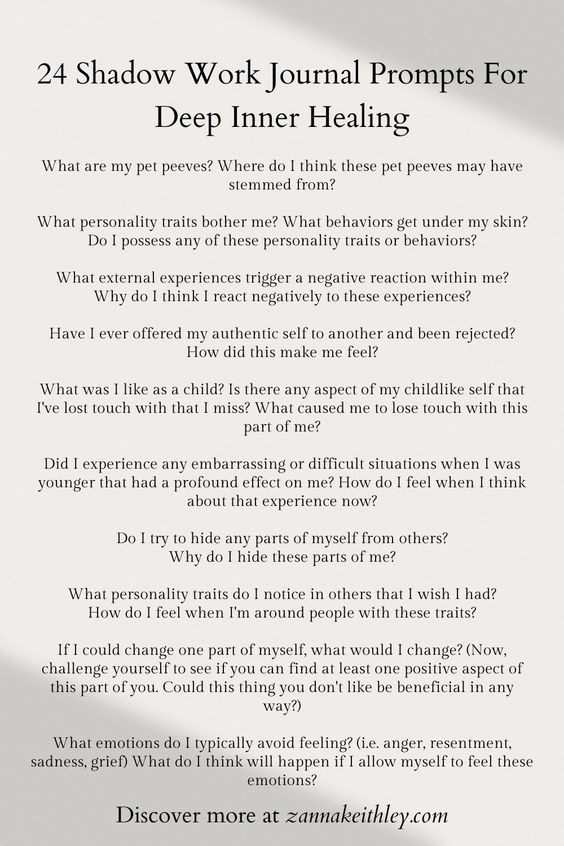 24 Shadow Work Journal Prompts For
Deep Inner Healing
What are my pet peeves? Where do I think these pet peeves may have
stemmed from?
What personality traits bother me? What behaviors get under my skin?
Do I possess any of these personality traits or behaviors?
What external experiences trigger a negative reaction within me?
Why do I think I react negatively to these experiences?
Have I ever offered my authentic self to another and been rejected?
How did this make me feel?
What was I like as a child? Is there any aspect of my childlike self that
I've lost touch with that I miss? What caused me to lose touch with this
part of me?
Did I experience any embarrassing or difficult situations when I was
younger that had a profound effect on me? How do I feel when I think
about that experience now?
Do I try to hide any parts of myself from others?
Why do I hide these parts of me?
What personality traits do I notice in others that I wish I had?
How do I feel when I'm around people with these traits?
If I could change one part of myself, what would I change? (Now,
challenge yourself to see if you can find at least one positive aspect of
this part of you. Could this thing you don't like be beneficial in any
way?)
What emotions do I typically avoid feeling? (i.e. anger, resentment,
sadness, grief) What do I think will happen if I allow myself to feel these
emotions?
Discover more at zannakeithley.com